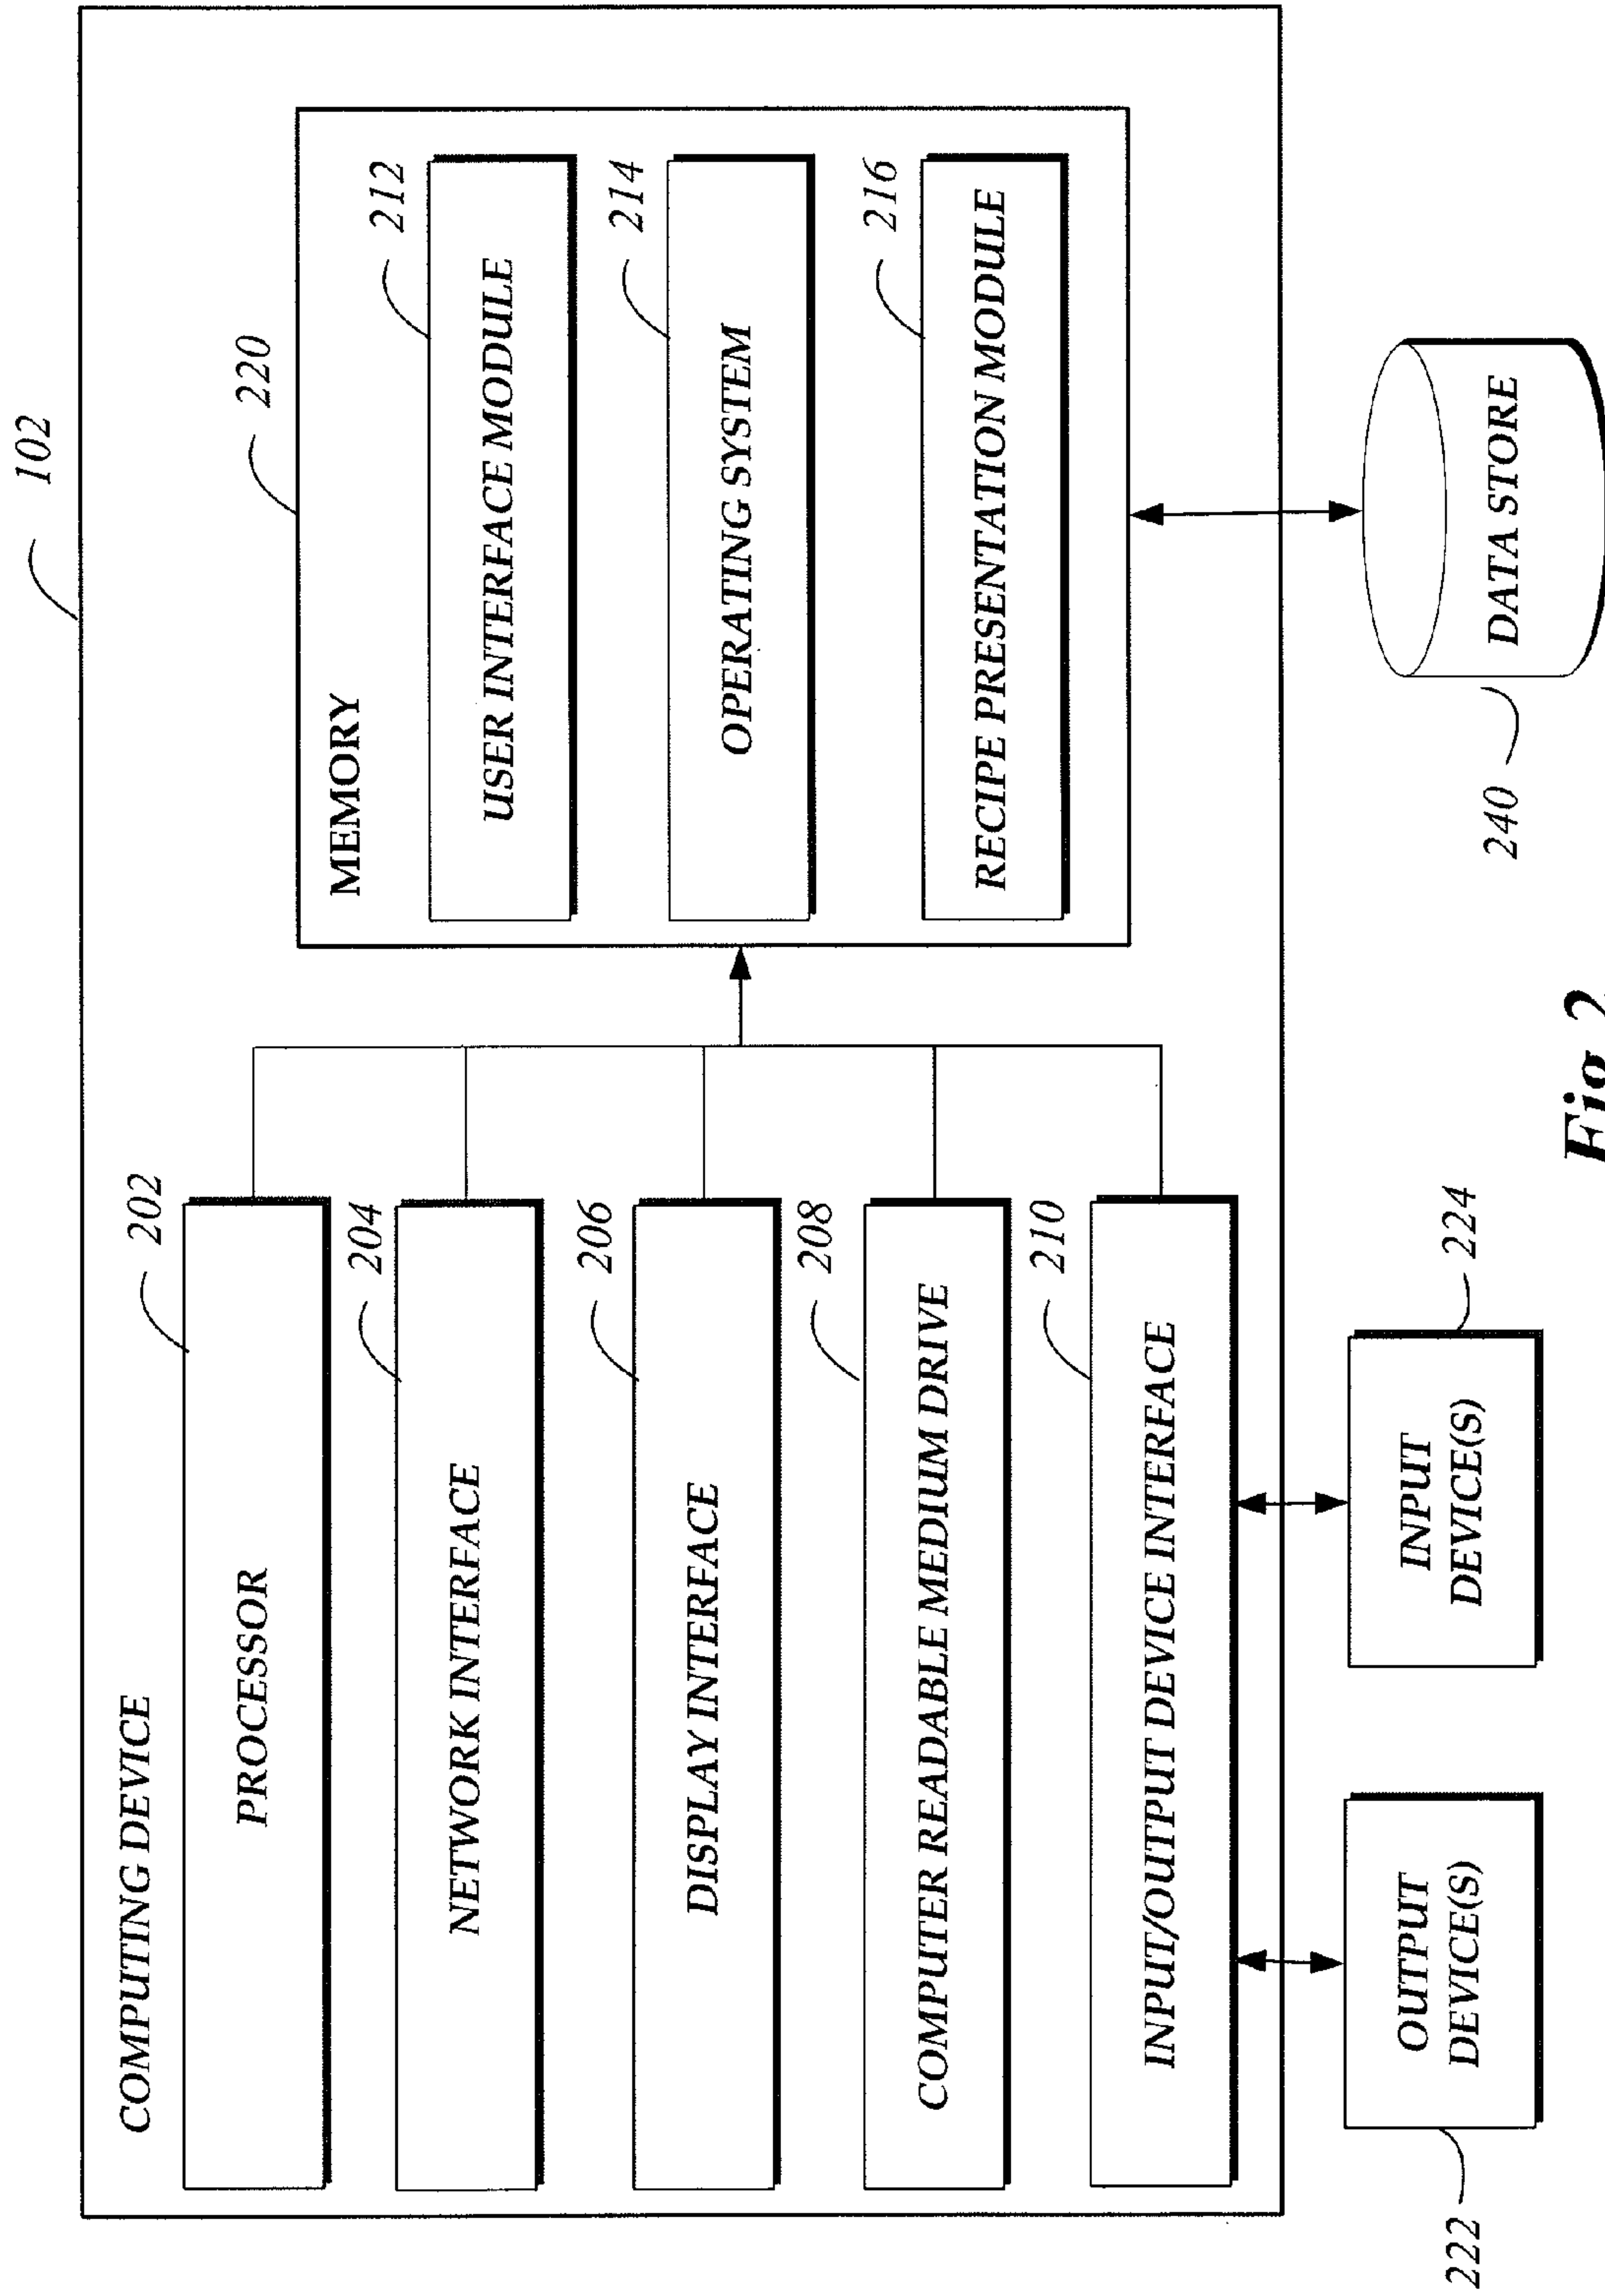 102
COMPUTING DEVICE
202
PROCESSOR
204
NETWORK INTERFACE
206
DISPLAY INTERFACE
208
COMPUTER READABLE MEDIUM DRIVE
210
INPUT/OUTPUT DEVICE INTERFACE
220
MEMORY
212
USER INTERFACE MODULE
214
OPERATING SYSTEM
216
RECIPE PRESENTATION MODULE
222
OUTPUT
DEVICE(S)
224
INPUT
DEVICE(S)
240
DATA STORE
Fig.2.